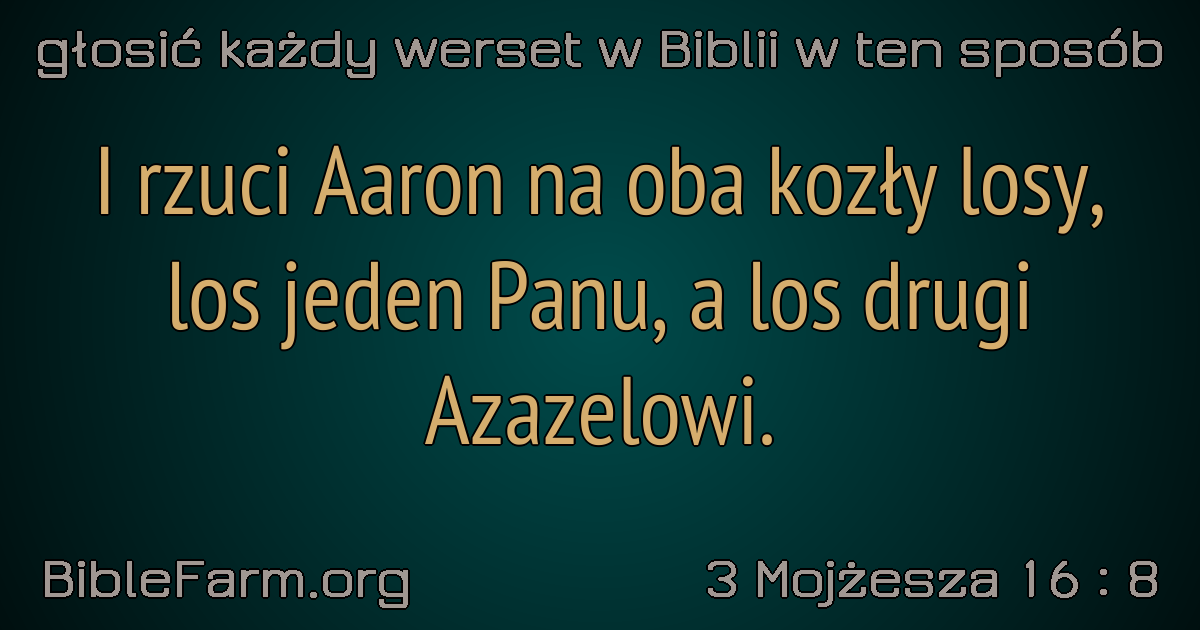 głosić każdy werset w Biblii w ten sposób
I rzuci Aaron na oba kozły losy,
los jeden Panu, a los drugi
Azazelowi.
BibleFarm.org
3 Mojżesza 16 : 8